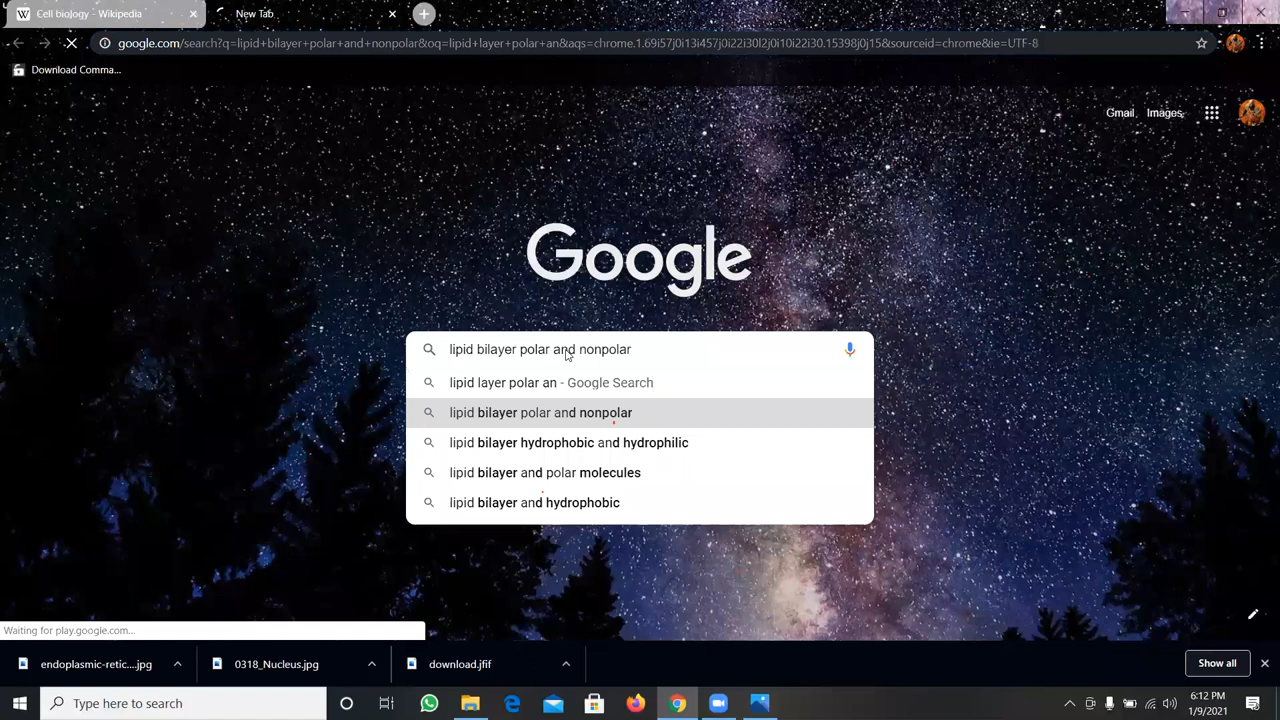 Cell biology - Wikipedia
New Tab
google.com/search?q=lipid+bilayer+polar+and+nonpolar&oq=lipid+layer+polar+an&aqs=chrome.1.69i57j0i13i457j0i22i30l2j0i10i22i30.15398j0j15&sourceid=chrome&ie=UTF-8
Download Comma...
Gmail Images
Google
lipid bilayer polar and nonpolar
lipid layer polar an - Google Search
lipid bilayer polar and nonpolar
lipid bilayer hydrophobic and hydrophilic
lipid bilayer and polar molecules
lipid bilayer and hydrophobic
Waiting for play.google.com...
endoplasmic-retic....jpg
0318_Nucleus.jpg
download.jfif
Show all
Type here to search
6:12 PM
1/9/2021